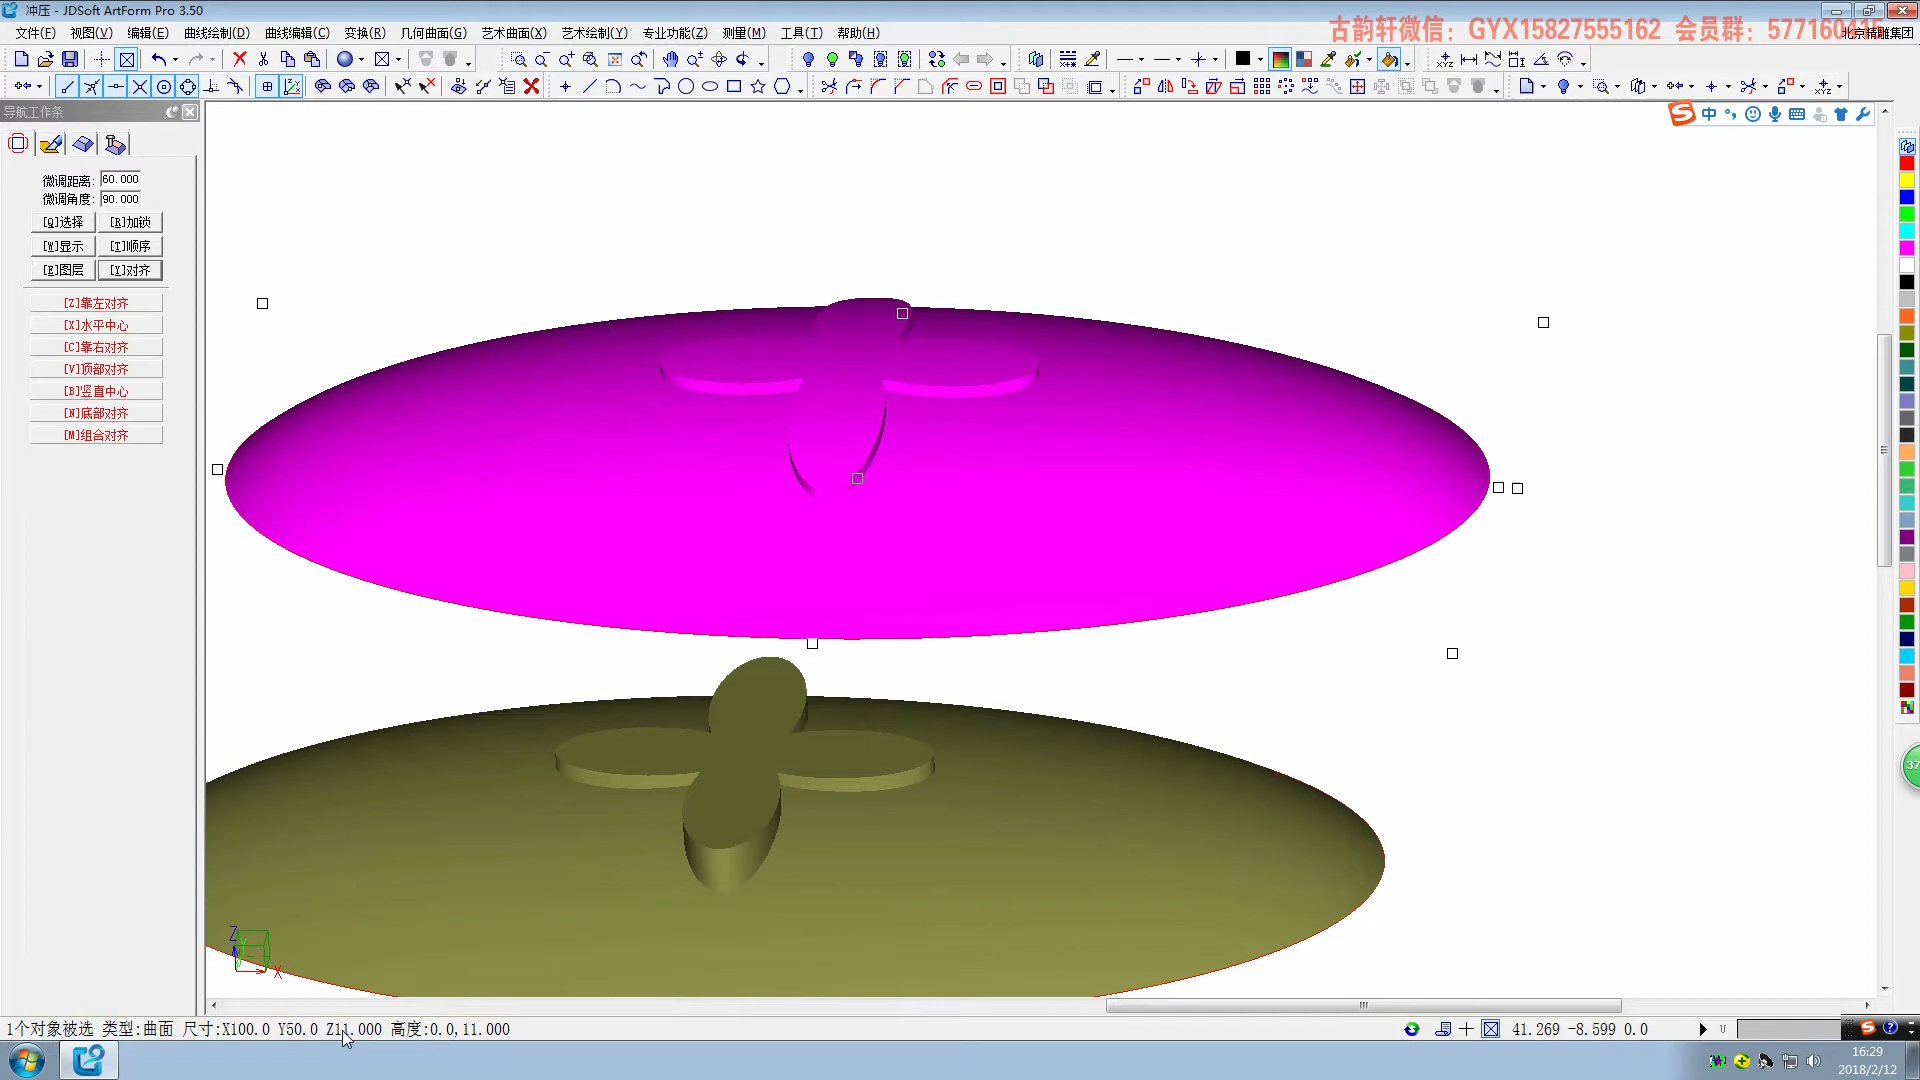 冲压 - JDSoft ArtForm Pro 3.50
古韵轩微信：GYX15827555162 会员群：577160415
北京精雕集团
文件(F) 视图(V) 编辑(E) 曲线绘制(D) 曲线编辑(C) 变换(R) 几何曲面(G) 艺术曲面(X) 艺术绘制(Y) 专业功能(Z) 测量(M) 工具(T) 帮助(H)
导航工作条
中
微调距离: 60.000
微调角度: 90.000
[Q]选择 [R]加锁
[W]显示 [T]顺序
[E]图层 [Y]对齐
[Z]靠左对齐
[X]水平中心
[C]靠右对齐
[V]顶部对齐
[B]竖直中心
[N]底部对齐
[M]组合对齐
37
Z
Y
X
1个对象被选 类型:曲面 尺寸:X100.0 Y50.0 Z11.000 高度:0.0,11.000
41.269 -8.599 0.0
16:29
2018/2/12